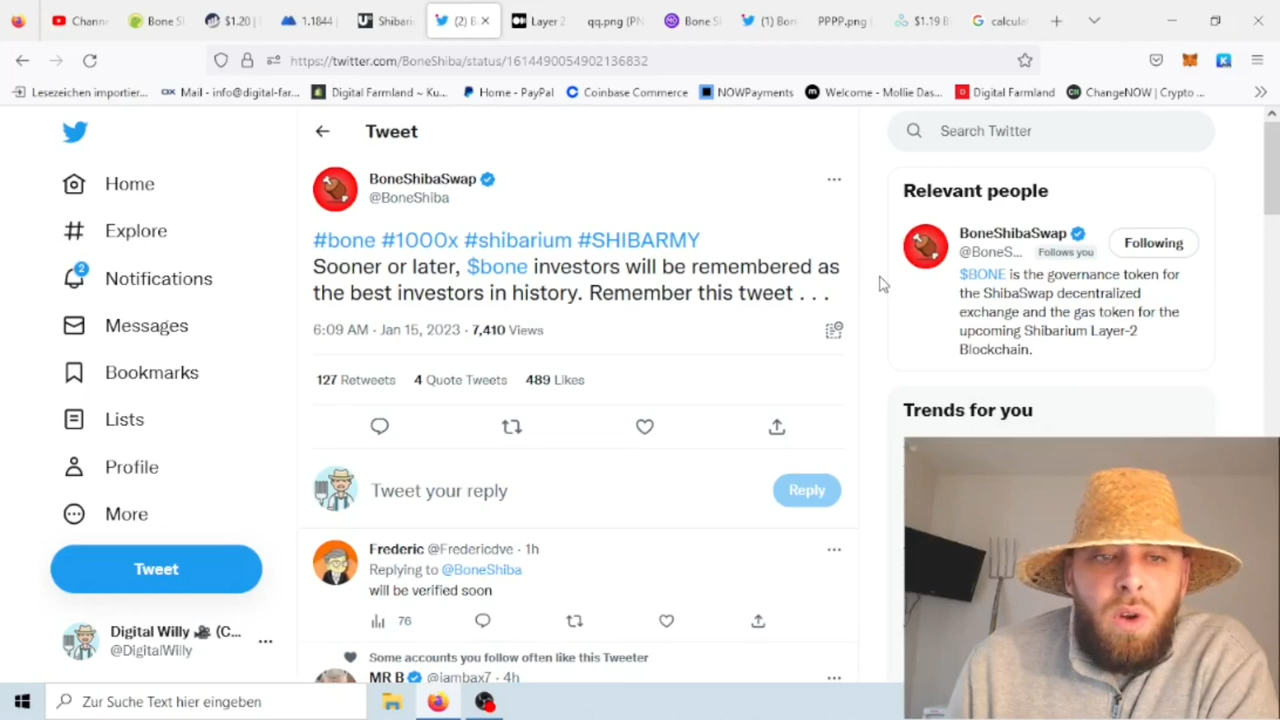 Chann
Bone S
$1.20 |
1.1844
Shibari
(2) B
Layer 2
qq.png (PN
Bone Si
(1) Bon
PPPP.png (
$1.19 B
calcula
https://twitter.com/BoneShiba/status/1614490054902136832
Lesezeichen importier...
Mail - info@digital-far...
Digital Farmland ~ Ku...
Home - PayPal
Coinbase Commerce
NOWPayments
Welcome - Mollie Das...
Digital Farmland
ChangeNOW | Crypto ...
Home
Explore
2
Notifications
Messages
Bookmarks
Lists
Profile
More
Tweet
Digital Willy 🎥 (C...
@DigitalWilly
Tweet
BoneShibaSwap
@BoneShiba
#bone #1000x #shibarium #SHIBARMY
Sooner or later, $bone investors will be remembered as
the best investors in history. Remember this tweet . . .
6:09 AM · Jan 15, 2023 · 7,410 Views
127 Retweets 4 Quote Tweets 489 Likes
Tweet your reply
Reply
Frederic @Fredericdve · 1h
Replying to @BoneShiba
will be verified soon
76
Some accounts you follow often like this Tweeter
MR B @iambax7 · 4h
Search Twitter
Relevant people
BoneShibaSwap
@BoneS... Follows you
Following
$BONE is the governance token for
the ShibaSwap decentralized
exchange and the gas token for the
upcoming Shibarium Layer-2
Blockchain.
Trends for you
Zur Suche Text hier eingeben